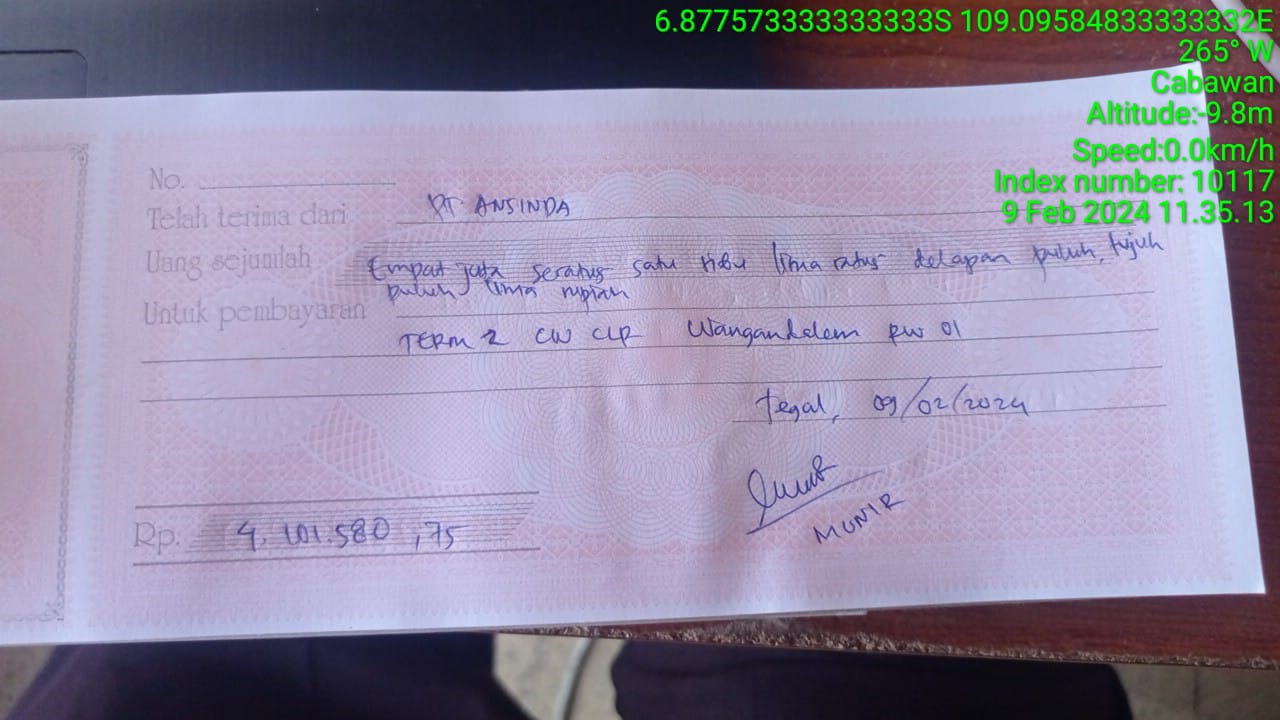 6.877573333333333S 109.09584833333332E
265° W
Cabawan
Altitude:-9.8m
Speed:0.0km/h
Index number: 10117
9 Feb 2024 11.35.13
No.
Telah terima dari PT. ANSINDA
Uang sejumlah Empat juta seratus satu ribu lima ratus delapan puluh, tujuh
puluh lima rupiah
Untuk pembayaran
TERM 2 CW CLR Wangandalem RW 01
Tegal, 09/02/2024
MUNIR
Rp. 4.101.580,75